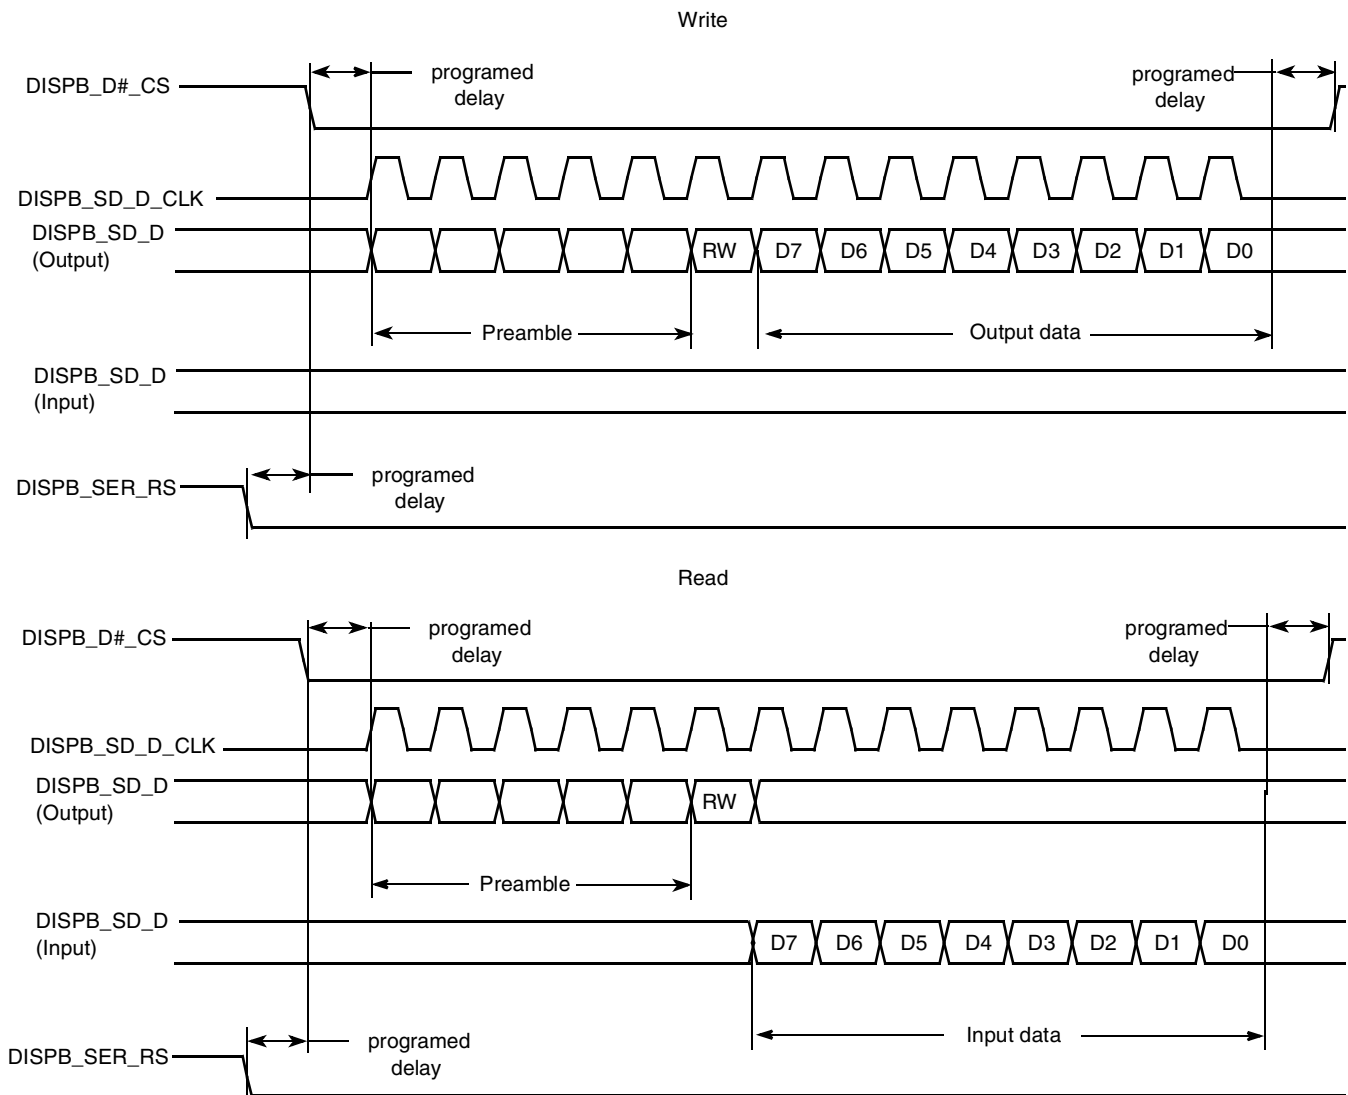 Write
DISPB_D#_CS
programed
delay
programed
delay
DISPB_SD_D_CLK
DISPB_SD_D
(Output)
RW D7 D6 D5 D4 D3 D2 D1 D0
Preamble
Output data
DISPB_SD_D
(Input)
DISPB_SER_RS
programed
delay
Read
DISPB_D#_CS
programed
delay
programed
delay
DISPB_SD_D_CLK
DISPB_SD_D
(Output)
RW
Preamble
DISPB_SD_D
(Input)
D7 D6 D5 D4 D3 D2 D1 D0
Input data
DISPB_SER_RS
programed
delay